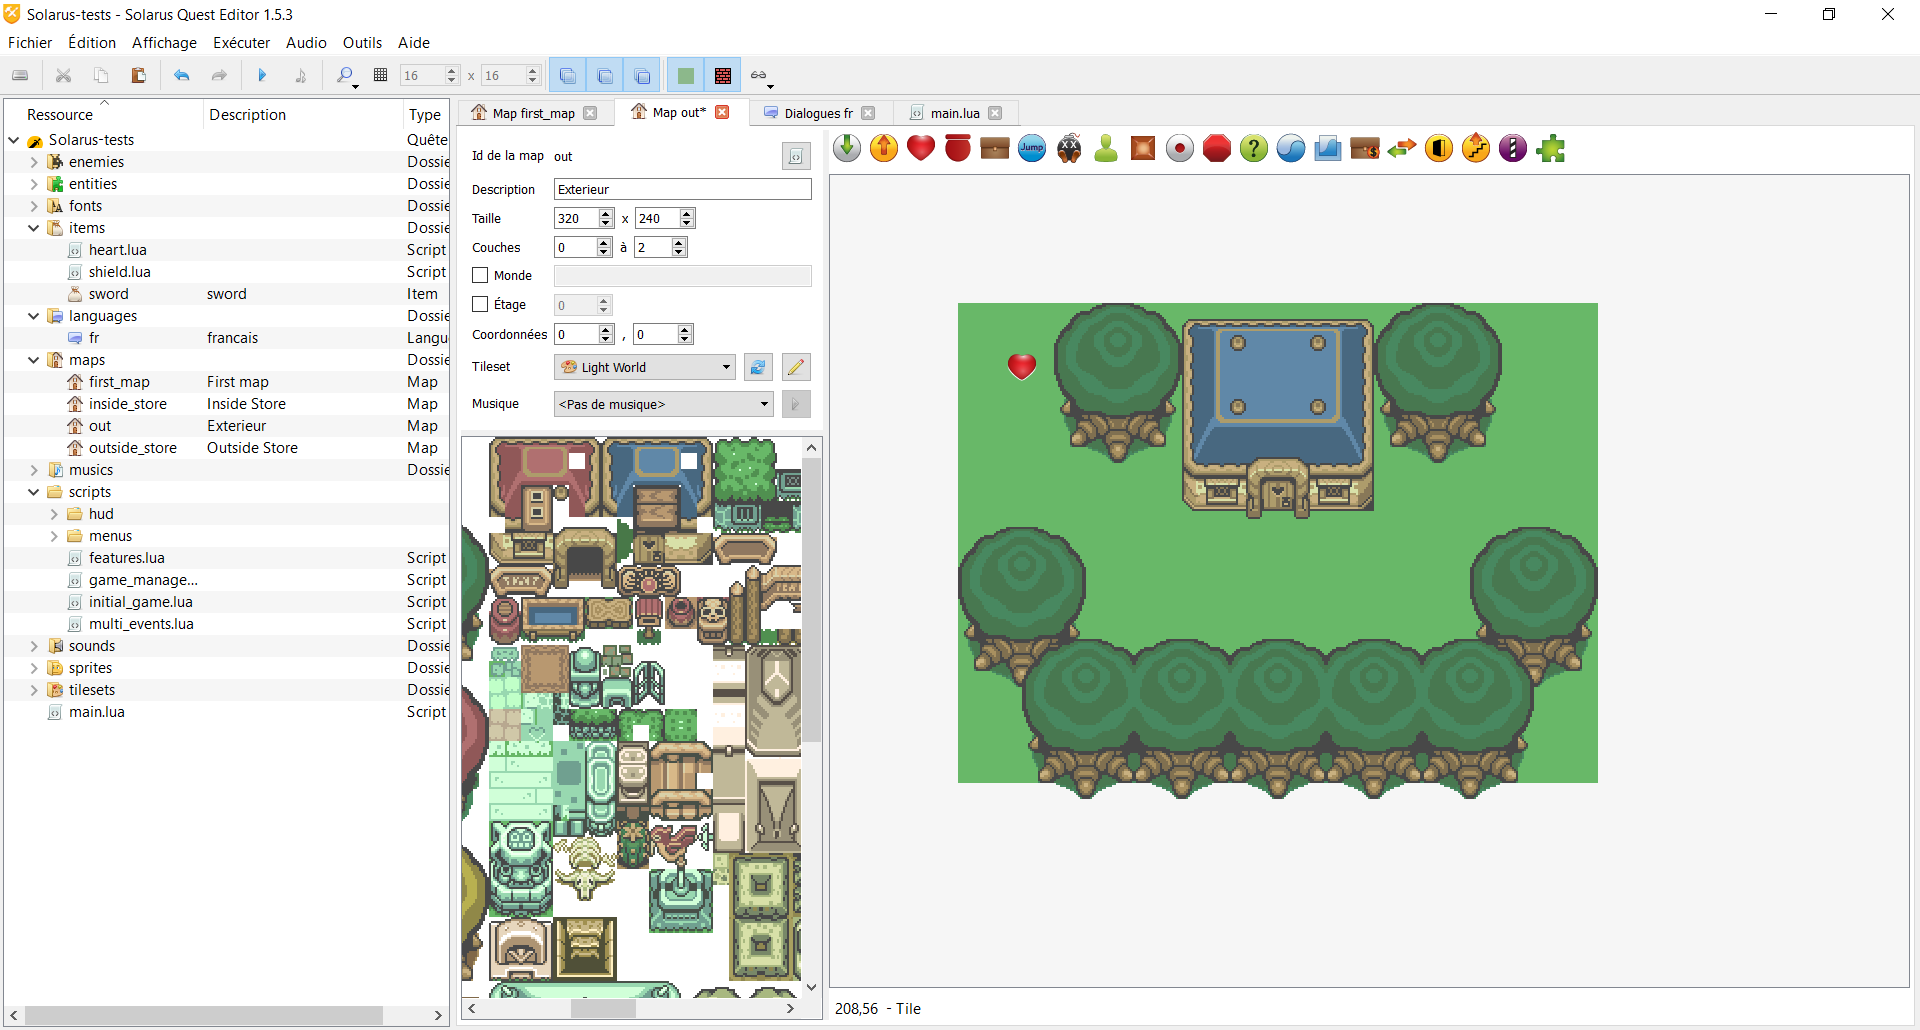 Solarus-tests - Solarus Quest Editor 1.5.3
Fichier Édition Affichage Exécuter Audio Outils Aide
16 x 16
Ressource Description Type
Solarus-tests Quête
enemies Dossie
entities Dossie
fonts Dossie
items Dossie
heart.lua Script
shield.lua Script
sword sword Item
languages Dossie
fr francais Langu
maps Dossie
first_map First map Map
inside_store Inside Store Map
out Exterieur Map
outside_store Outside Store Map
musics Dossie
scripts Dossie
hud
menus
features.lua Script
game_manage... Script
initial_game.lua Script
multi_events.lua Script
sounds Dossie
sprites Dossie
tilesets Dossie
main.lua Script
Map first_map Map out* Dialogues fr main.lua
Id de la map out
Description Exterieur
Taille 320 x 240
Couches 0 à 2
Monde
Étage 0
Coordonnées 0 , 0
Tileset Light World
Musique <Pas de musique>
Jump
208,56 - Tile